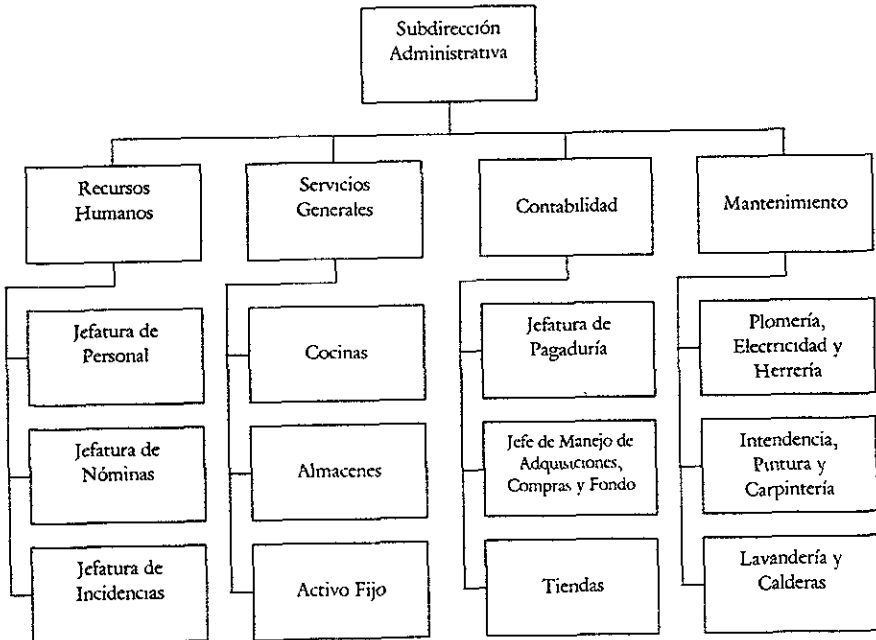 Subdirección
Administrativa
Recursos
Humanos
Servicios
Generales
Contabilidad
Mantenimiento
Jefatura de
Personal
Cocinas
Jefatura de
Pagaduría
Plomería,
Electricidad y
Herrería
Jefatura de
Nóminas
Almacenes
Jefe de Manejo de
Adquisiciones,
Compras y Fondo
Intendencia,
Pintura y
Carpintería
Jefatura de
Incidencias
Activo Fijo
Tiendas
Lavandería y
Calderas